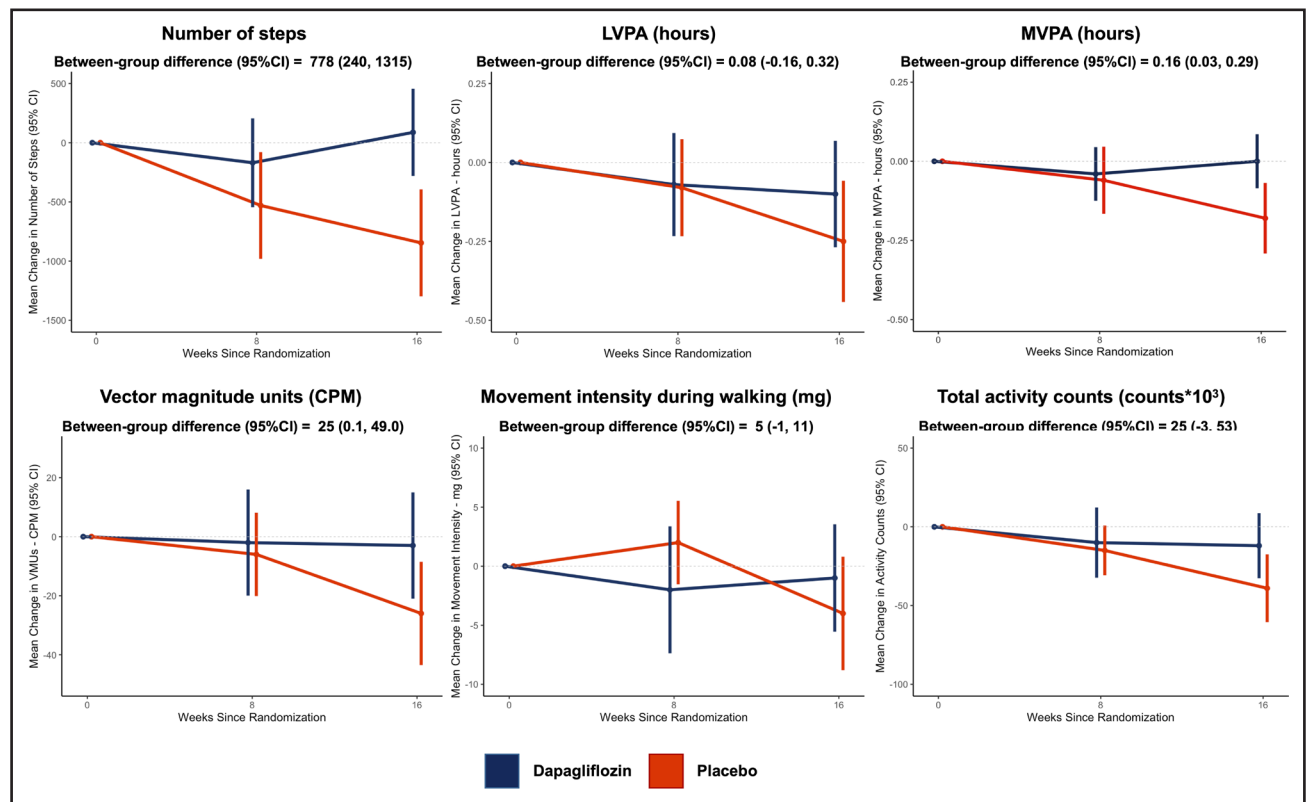 Number of steps
Between-group difference (95%CI) = 778 (240, 1315)
Mean Change in Number of Steps (95% CI)
500
0
-500
-1000
-1500
0
8
16
Weeks Since Randomization
LVPA (hours)
Between-group difference (95%CI) = 0.08 (-0.16, 0.32)
Mean Change in LVPA - hours (95% CI)
0.25
0.00
-0.25
-0.50
0
8
16
Weeks Since Randomization
MVPA (hours)
Between-group difference (95%CI) = 0.16 (0.03, 0.29)
Mean Change in MVPA - hours (95% CI)
0.25
0.00
-0.25
-0.50
0
8
16
Weeks Since Randomization
Vector magnitude units (CPM)
Between-group difference (95%CI) = 25 (0.1, 49.0)
Mean Change in VMUs - CPM (95% CI)
20
0
-20
-40
0
8
16
Weeks Since Randomization
Movement intensity during walking (mg)
Between-group difference (95%CI) = 5 (-1, 11)
Mean Change in Movement Intensity - mg (95% CI)
10
5
0
-5
-10
0
8
16
Weeks Since Randomization
Total activity counts (counts*10³)
Between-group difference (95%CI) = 25 (-3, 53)
Mean Change in Activity Counts (95% CI)
50
0
-50
-100
0
8
16
Weeks Since Randomization
Dapagliflozin
Placebo